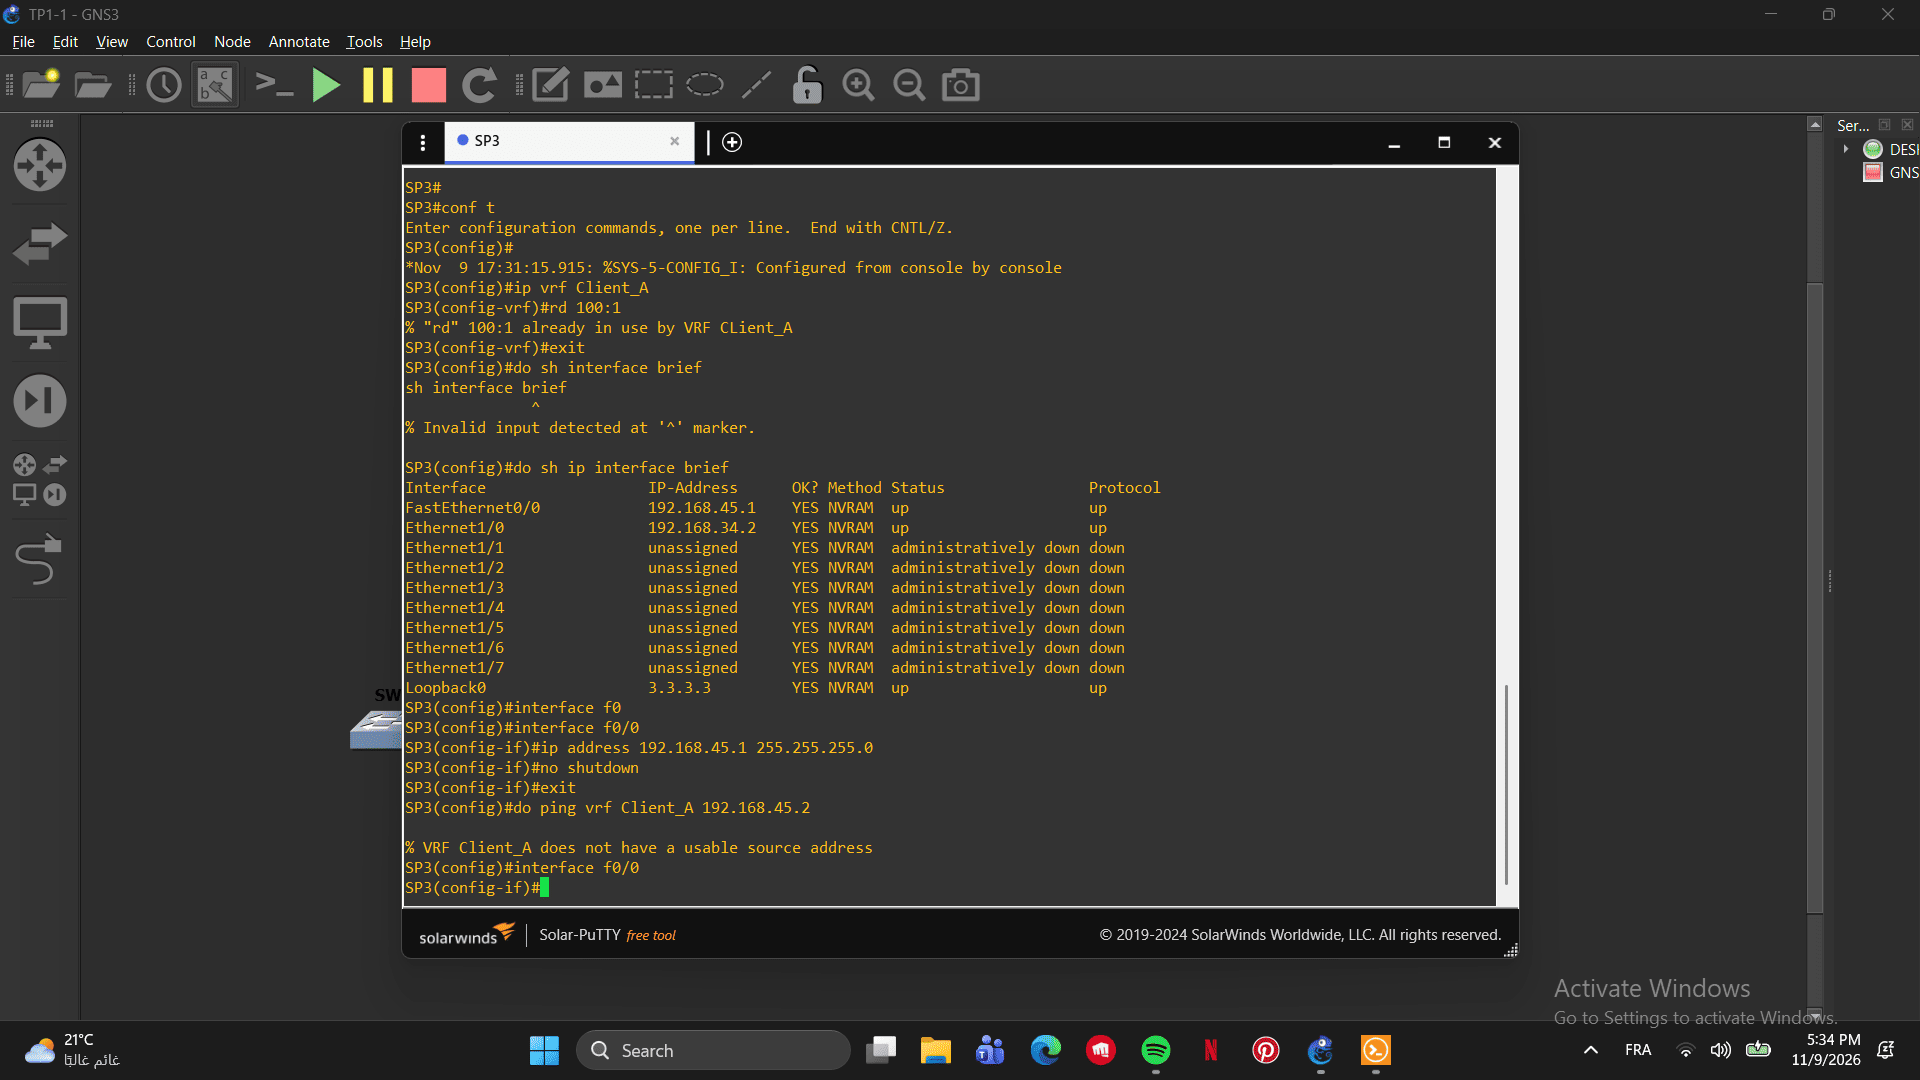 TP1-1 - GNS3
File Edit View Control Node Annotate Tools Help
Ser...
DESH
GNS
SP3
SP3#
SP3#conf t
Enter configuration commands, one per line.  End with CNTL/Z.
SP3(config)#
*Nov  9 17:31:15.915: %SYS-5-CONFIG_I: Configured from console by console
SP3(config)#ip vrf Client_A
SP3(config-vrf)#rd 100:1
% "rd" 100:1 already in use by VRF CLient_A
SP3(config-vrf)#exit
SP3(config)#do sh interface brief
sh interface brief
^
% Invalid input detected at '^' marker.
SP3(config)#do sh ip interface brief
Interface                  IP-Address      OK? Method Status                Protocol
FastEthernet0/0            192.168.45.1    YES NVRAM  up                    up
Ethernet1/0                192.168.34.2    YES NVRAM  up                    up
Ethernet1/1                unassigned      YES NVRAM  administratively down down
Ethernet1/2                unassigned      YES NVRAM  administratively down down
Ethernet1/3                unassigned      YES NVRAM  administratively down down
Ethernet1/4                unassigned      YES NVRAM  administratively down down
Ethernet1/5                unassigned      YES NVRAM  administratively down down
Ethernet1/6                unassigned      YES NVRAM  administratively down down
Ethernet1/7                unassigned      YES NVRAM  administratively down down
Loopback0                  3.3.3.3         YES NVRAM  up                    up
SP3(config)#interface f0
SP3(config)#interface f0/0
SP3(config-if)#ip address 192.168.45.1 255.255.255.0
SP3(config-if)#no shutdown
SP3(config-if)#exit
SP3(config)#do ping vrf Client_A 192.168.45.2
% VRF Client_A does not have a usable source address
SP3(config)#interface f0/0
SP3(config-if)#
SW
solarwinds Solar-PuTTY free tool © 2019-2024 SolarWinds Worldwide, LLC. All rights reserved.
Activate Windows
Go to Settings to activate Windows.
21°C
غائم غالبًا
Search
FRA
5:34 PM
11/9/2026